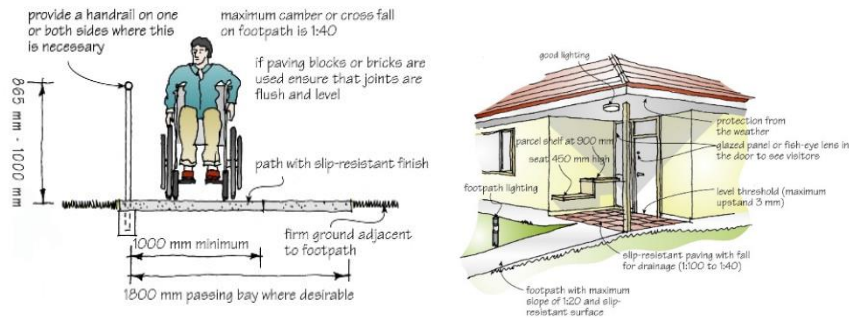 provide a handrail on one
or both sides where this
is necessary
maximum camber or cross fall
on footpath is 1:40
if paving blocks or bricks are
used ensure that joints are
flush and level
865 mm - 1000 mm
path with slip-resistant finish
firm ground adjacent
to footpath
1000 mm minimum
1800 mm passing bay where desirable
good lighting
protection from
the weather
parcel shelf at 900 mm
glazed panel or fish-eye lens in
the door to see visitors
seat 450 mm high
footpath lighting
level threshold (maximum
upstand 3 mm)
slip-resistant paving with fall
for drainage (1:100 to 1:40)
footpath with maximum
slope of 1:20 and slip-
resistant surface